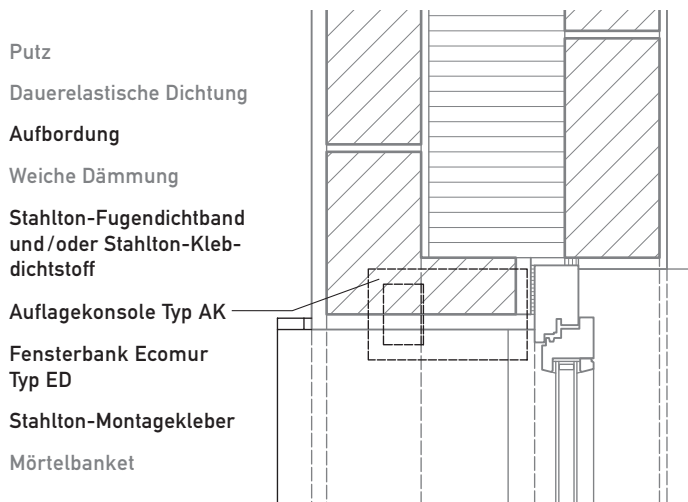 Putz
Dauerelastische Dichtung
Aufbordung
Weiche Dämmung
Stahlton-Fugendichtband
und/oder Stahlton-Kleb-
dichtstoff
Auflagekonsole Typ AK
Fensterbank Ecomur
Typ ED
Stahlton-Montagekleber
Mörtelbanket